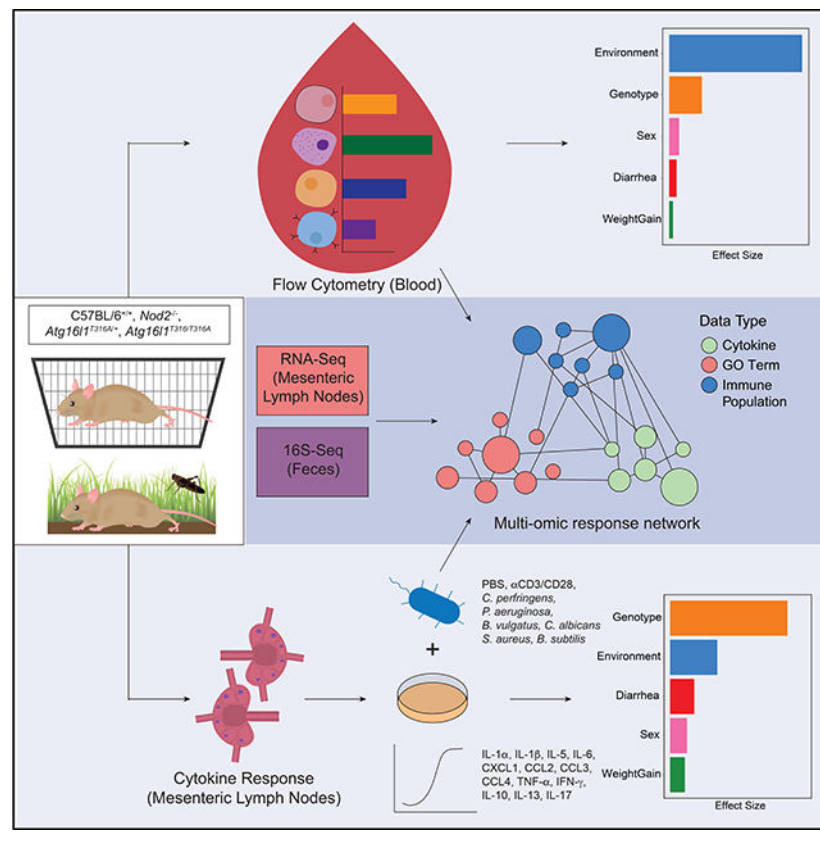 Environment
Genotype
Sex
Diarrhea
WeightGain
Effect Size
Flow Cytometry (Blood)
C57BL/6⁺/⁺, Nod2⁻/⁻,
Atg16l1ᵀ³¹⁶ᴬ/⁺, Atg16l1ᵀ³¹⁶/ᵀ³¹⁶ᴬ
RNA-Seq
(Mesenteric
Lymph Nodes)
16S-Seq
(Feces)
Data Type
Cytokine
GO Term
Immune
Population
Multi-omic response network
PBS, αCD3/CD28,
C. perfringens,
P. aeruginosa,
B. vulgatus, C. albicans
S. aureus, B. subtilis
+
Cytokine Response
(Mesenteric Lymph Nodes)
IL-1α, IL-1β, IL-5, IL-6,
CXCL1, CCL2, CCL3,
CCL4, TNF-α, IFN-γ,
IL-10, IL-13, IL-17
Genotype
Environment
Diarrhea
Sex
WeightGain
Effect Size